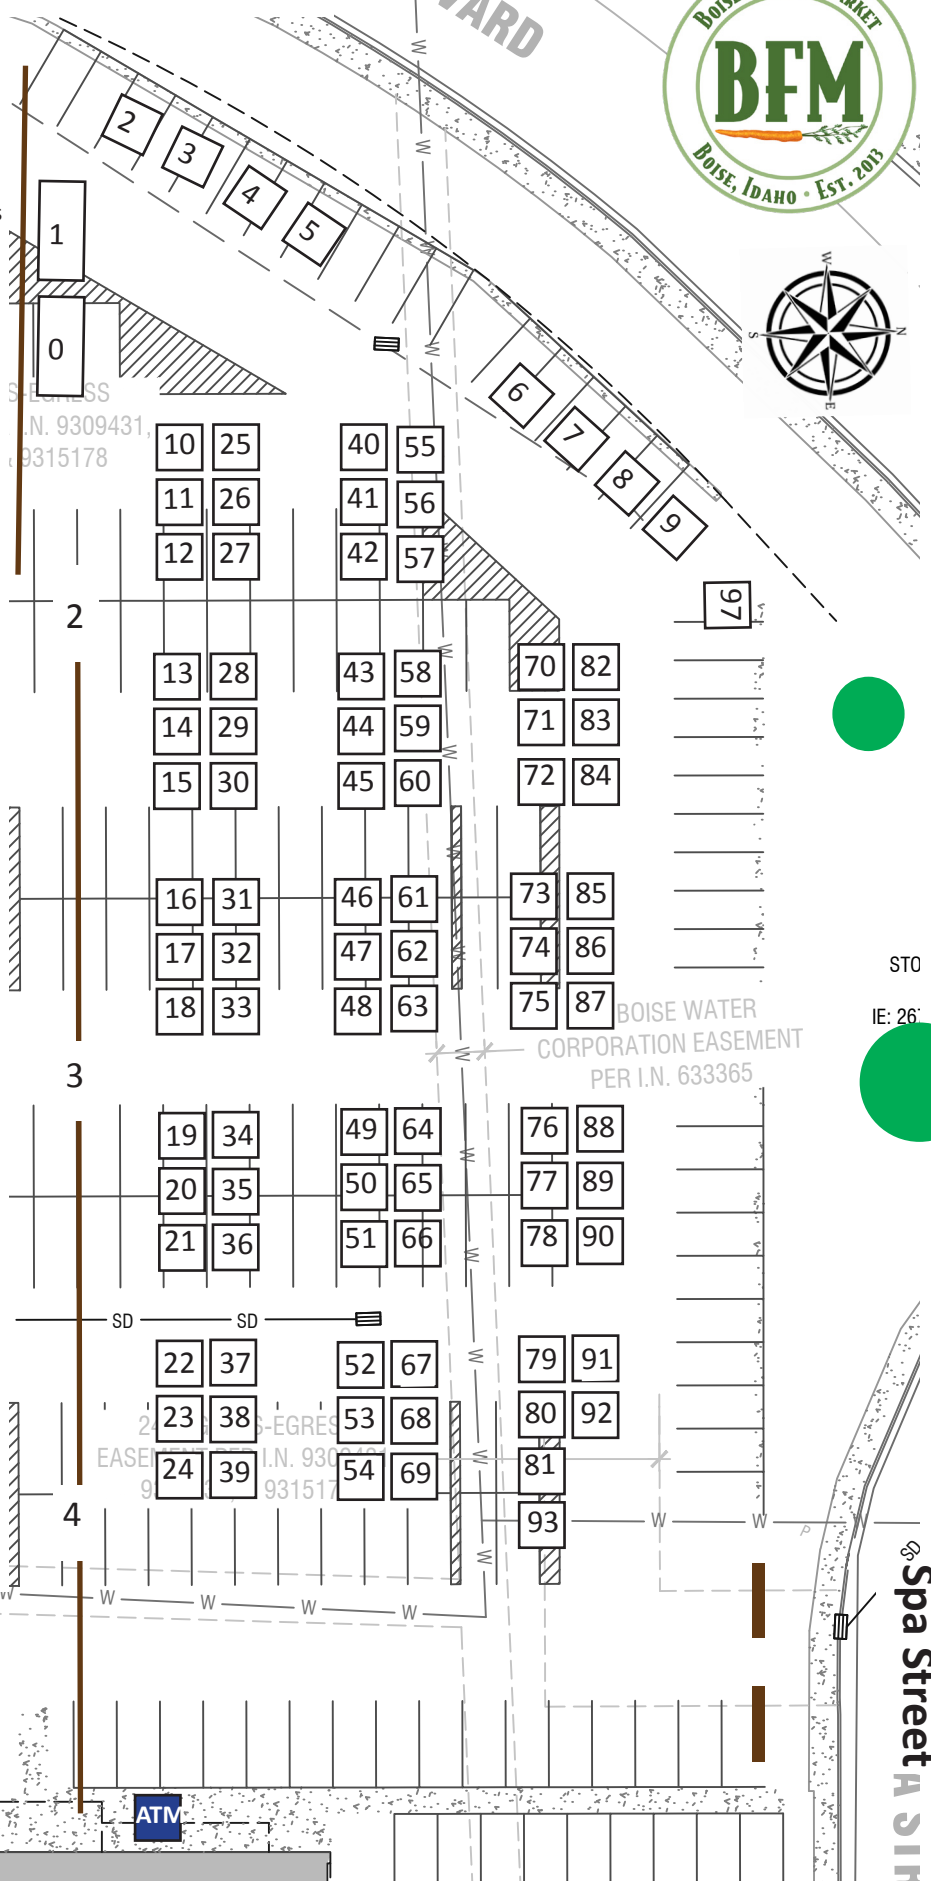 WARD
BFM
BOISE, IDAHO • EST. 2013
W
N
S
E
2
3
4
5
1
0
S-EGRESS
.N. 9309431,
9315178
6
7
8
9
97
10 25 40 55
11 26 41 56
12 27 42 57
2
13 28 43 58 70 82
14 29 44 59 71 83
15 30 45 60 72 84
16 31 46 61 73 85
17 32 47 62 74 86
18 33 48 63 75 87
STO
IE: 26
BOISE WATER
CORPORATION EASEMENT
PER I.N. 633365
3
19 34 49 64 76 88
20 35 50 65 77 89
21 36 51 66 78 90
SD SD
22 37 52 67 79 91
23 38 53 68 80 92
24 39 54 69 81
93
4
W W W
W W W W W
P
SD
Spa Street
ATM